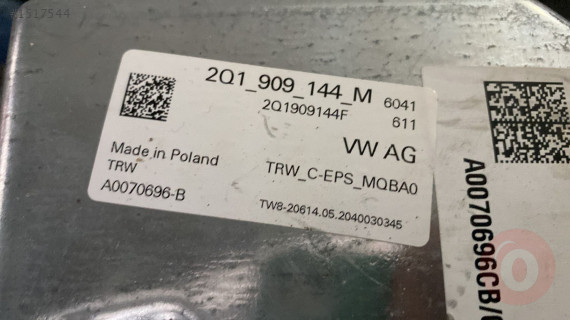 2Q1_909_144_M 6041
2Q1909144F 611
VW AG
Made in Poland
TRW TRW_C-EPS_MQBA0
A0070696-B
TW8-20614.05.2040030345
A0070696CB/